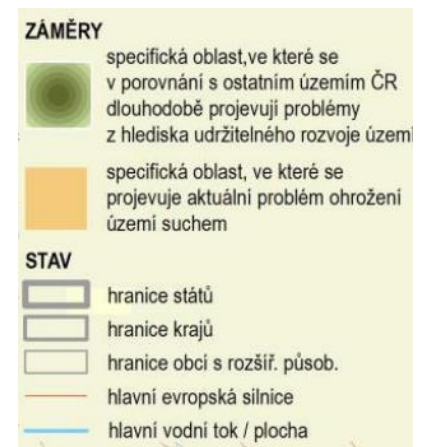 ZÁMĚRY
specifická oblast,ve které se
v porovnání s ostatním územím ČR
dlouhodobě projevují problémy
z hlediska udržitelného rozvoje územi
specifická oblast, ve které se
projevuje aktuální problém ohrožení
území suchem
STAV
hranice států
hranice krajů
hranice obcí s rozšíř. působ.
hlavní evropská silnice
hlavní vodní tok / plocha